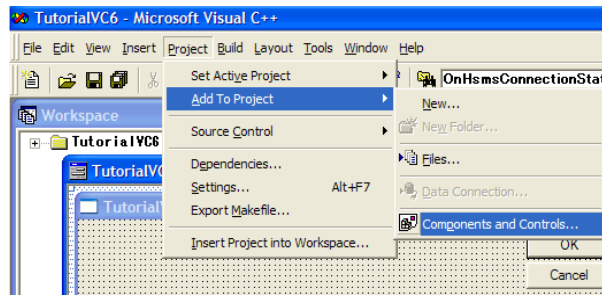 TutorialVC6 - Microsoft Visual C++
File Edit View Insert Project Build Layout Tools Window Help
Set Active Project
OnHsmsConnectionStat
Add To Project
New...
Workspace
New Folder...
Source Control
TutorialVC6
Files...
Dependencies...
TutorialV
Settings... Alt+F7
Data Connection...
Tutorial
Export Makefile...
Components and Controls...
Insert Project into Workspace...
OK
Cancel